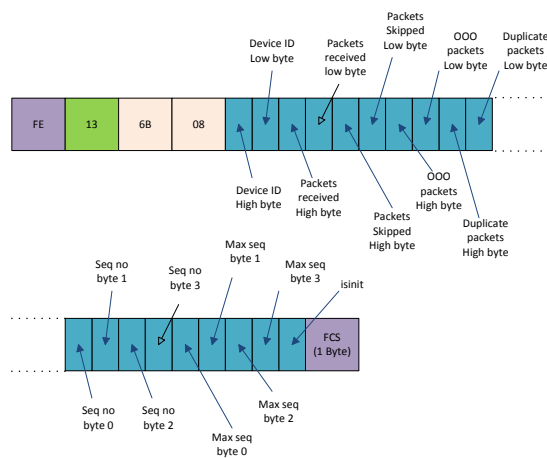 Device ID
Low byte
Packets
received
low byte
Packets
Skipped
Low byte
OOO
packets
Low byte
Duplicate
packets
Low byte
FE
13
6B
08
Device ID
High byte
Packets
received
High byte
Packets
Skipped
High byte
OOO
packets
High byte
Duplicate
packets
High byte
Seq no
byte 1
Seq no
byte 3
Max seq
byte 1
Max seq
byte 3
isinit
FCS
(1 Byte)
Seq no
byte 0
Seq no
byte 2
Max seq
byte 0
Max seq
byte 2